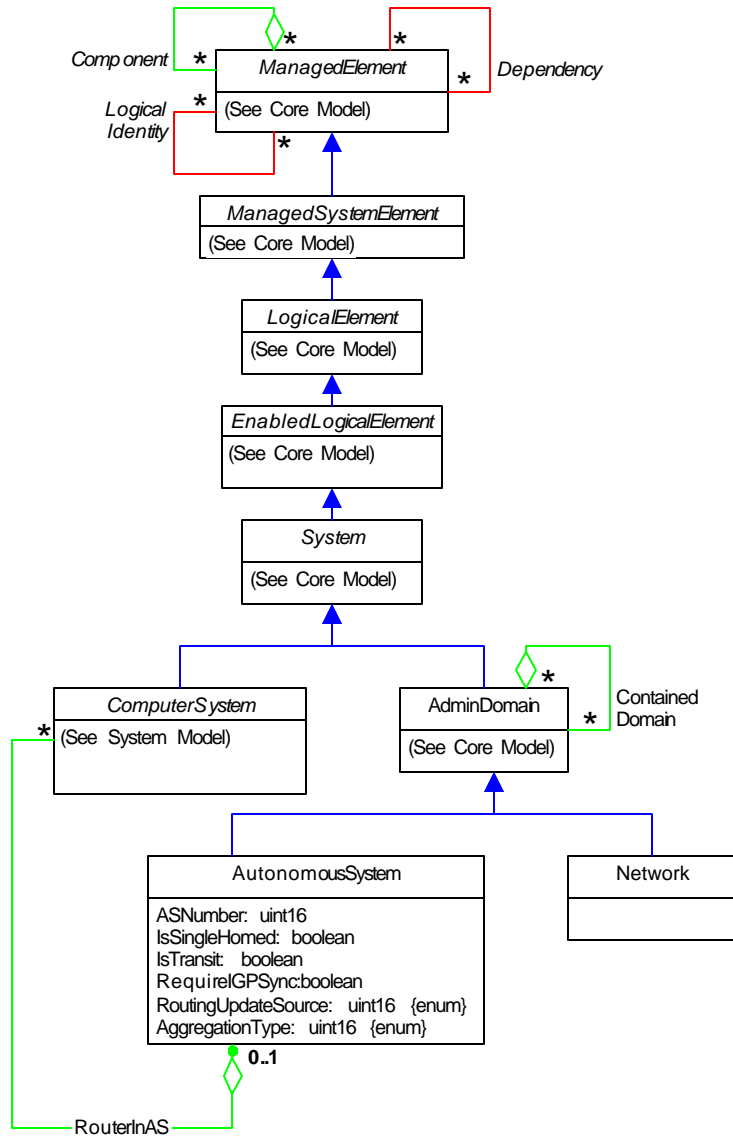 *
*
Component
ManagedElement
Dependency
*
*
*
Logical
Identity
(See Core Model)
*
ManagedSystemElement
(See Core Model)
LogicalElement
(See Core Model)
EnabledLogicalElement
(See Core Model)
System
(See Core Model)
*
ComputerSystem
AdminDomain
Contained
Domain
*
*
(See System Model)
(See Core Model)
AutonomousSystem
Network
ASNumber: uint16
IsSingleHomed: boolean
IsTransit: boolean
RequireIGPSync:boolean
RoutingUpdateSource: uint16 {enum}
AggregationType: uint16 {enum}
0..1
RouterInAS